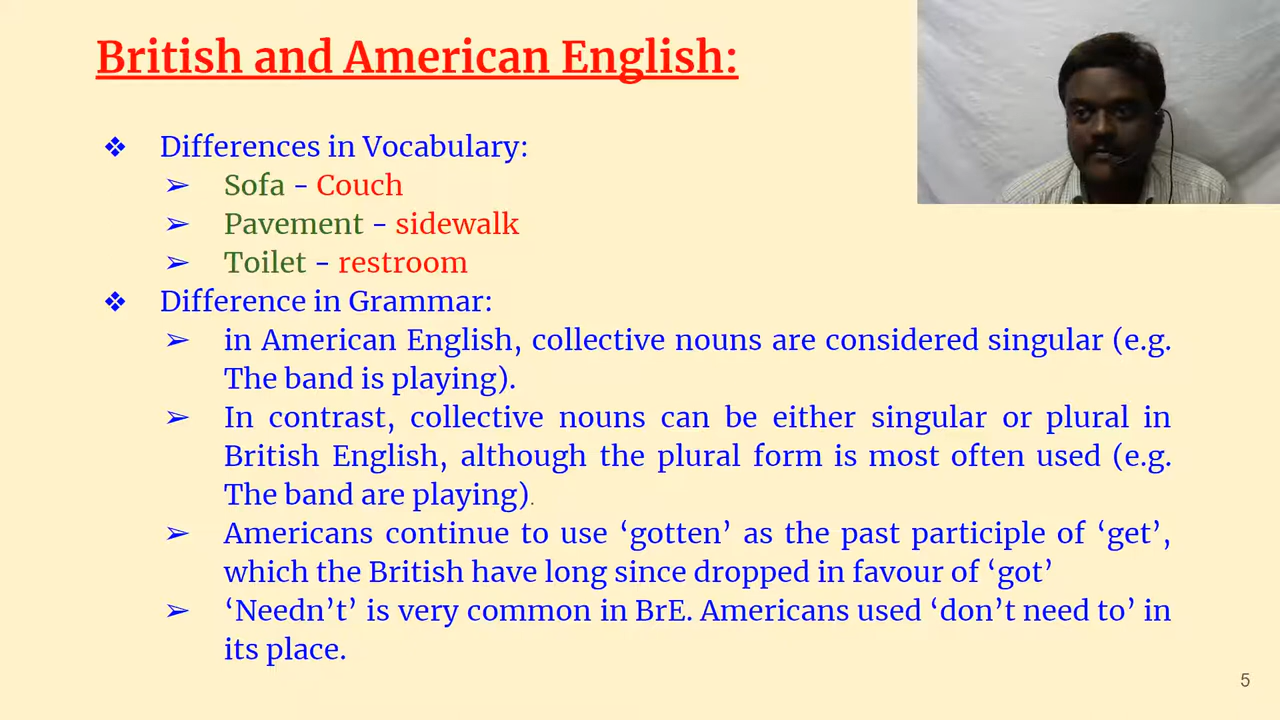 British and American English:
❖ Differences in Vocabulary:
➢ Sofa - Couch
➢ Pavement - sidewalk
➢ Toilet - restroom
❖ Difference in Grammar:
➢ in American English, collective nouns are considered singular (e.g.
The band is playing).
➢ In contrast, collective nouns can be either singular or plural in
British English, although the plural form is most often used (e.g.
The band are playing).
➢ Americans continue to use ‘gotten’ as the past participle of ‘get’,
which the British have long since dropped in favour of ‘got’
➢ ‘Needn’t’ is very common in BrE. Americans used ‘don’t need to’ in
its place.
5